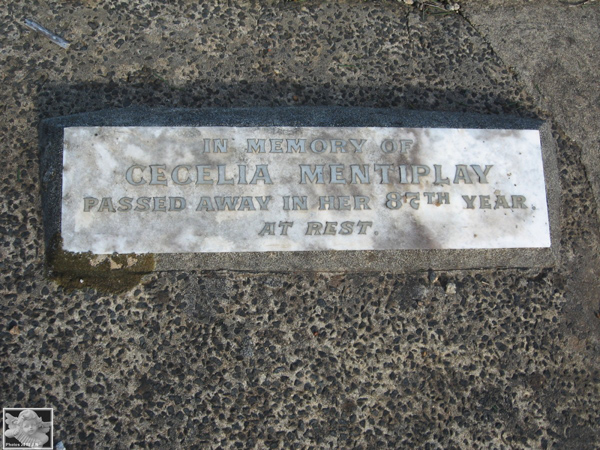 IN MEMORY OF
CECELIA MENTIPLAY
PASSED AWAY IN HER 87TH YEAR.
AT REST.